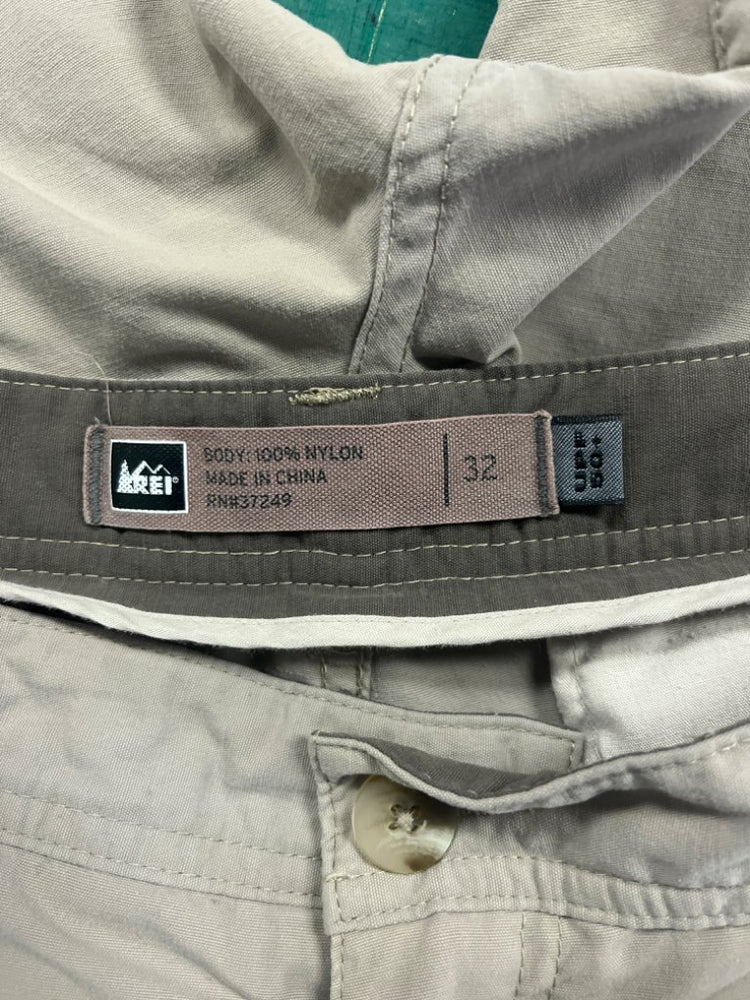 REI®
BODY: 100% NYLON
MADE IN CHINA
RN#37249
32
UPF
50+